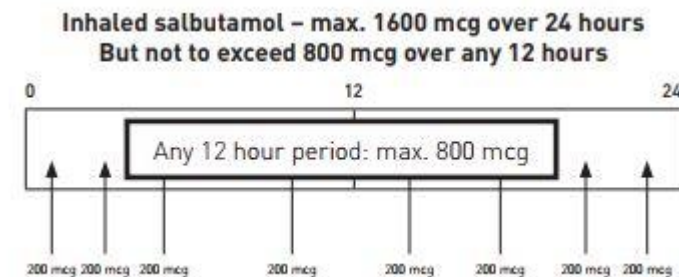 Inhaled salbutamol – max. 1600 mcg over 24 hours
But not to exceed 800 mcg over any 12 hours
0 12 24
Any 12 hour period: max. 800 mcg
200 mcg 200 mcg 200 mcg 200 mcg 200 mcg 200 mcg 200 mcg 200 mcg